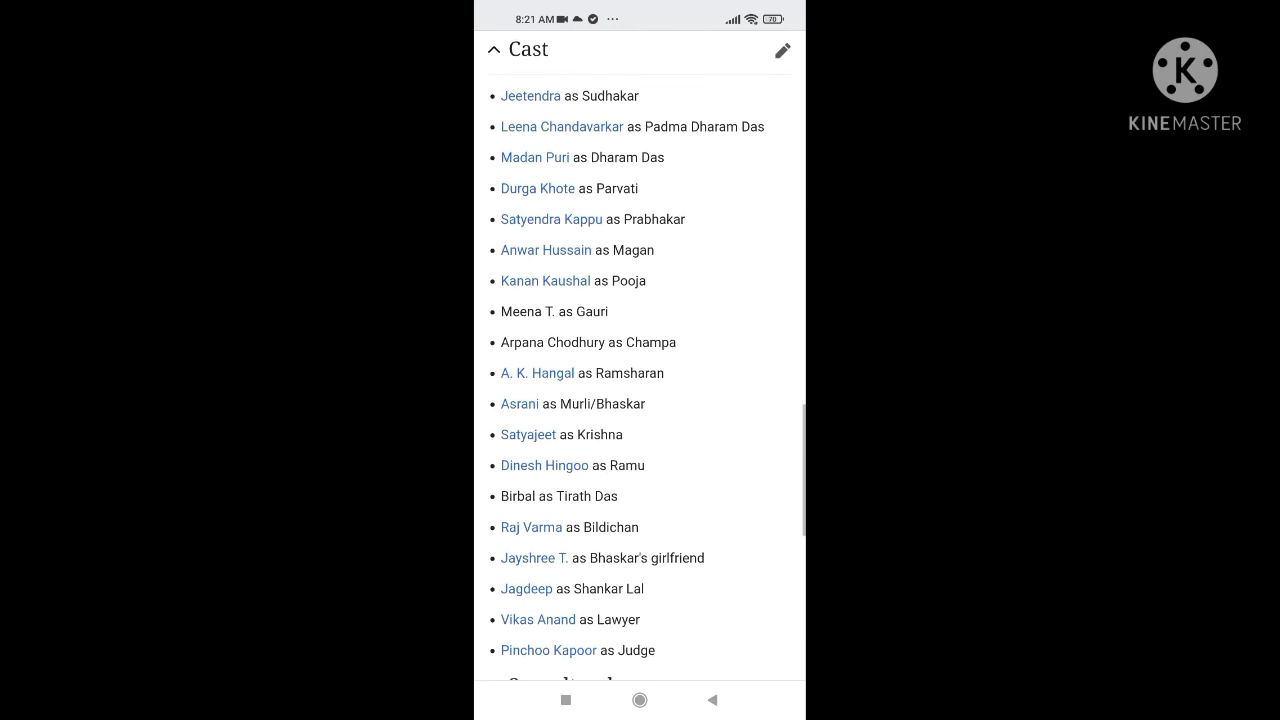 8:21 AM
70
Cast
Jeetendra as Sudhakar
Leena Chandavarkar as Padma Dharam Das
Madan Puri as Dharam Das
Durga Khote as Parvati
Satyendra Kappu as Prabhakar
Anwar Hussain as Magan
Kanan Kaushal as Pooja
Meena T. as Gauri
Arpana Chodhury as Champa
A. K. Hangal as Ramsharan
Asrani as Murli/Bhaskar
Satyajeet as Krishna
Dinesh Hingoo as Ramu
Birbal as Tirath Das
Raj Varma as Bildichan
Jayshree T. as Bhaskar's girlfriend
Jagdeep as Shankar Lal
Vikas Anand as Lawyer
Pinchoo Kapoor as Judge
K
KINEMASTER